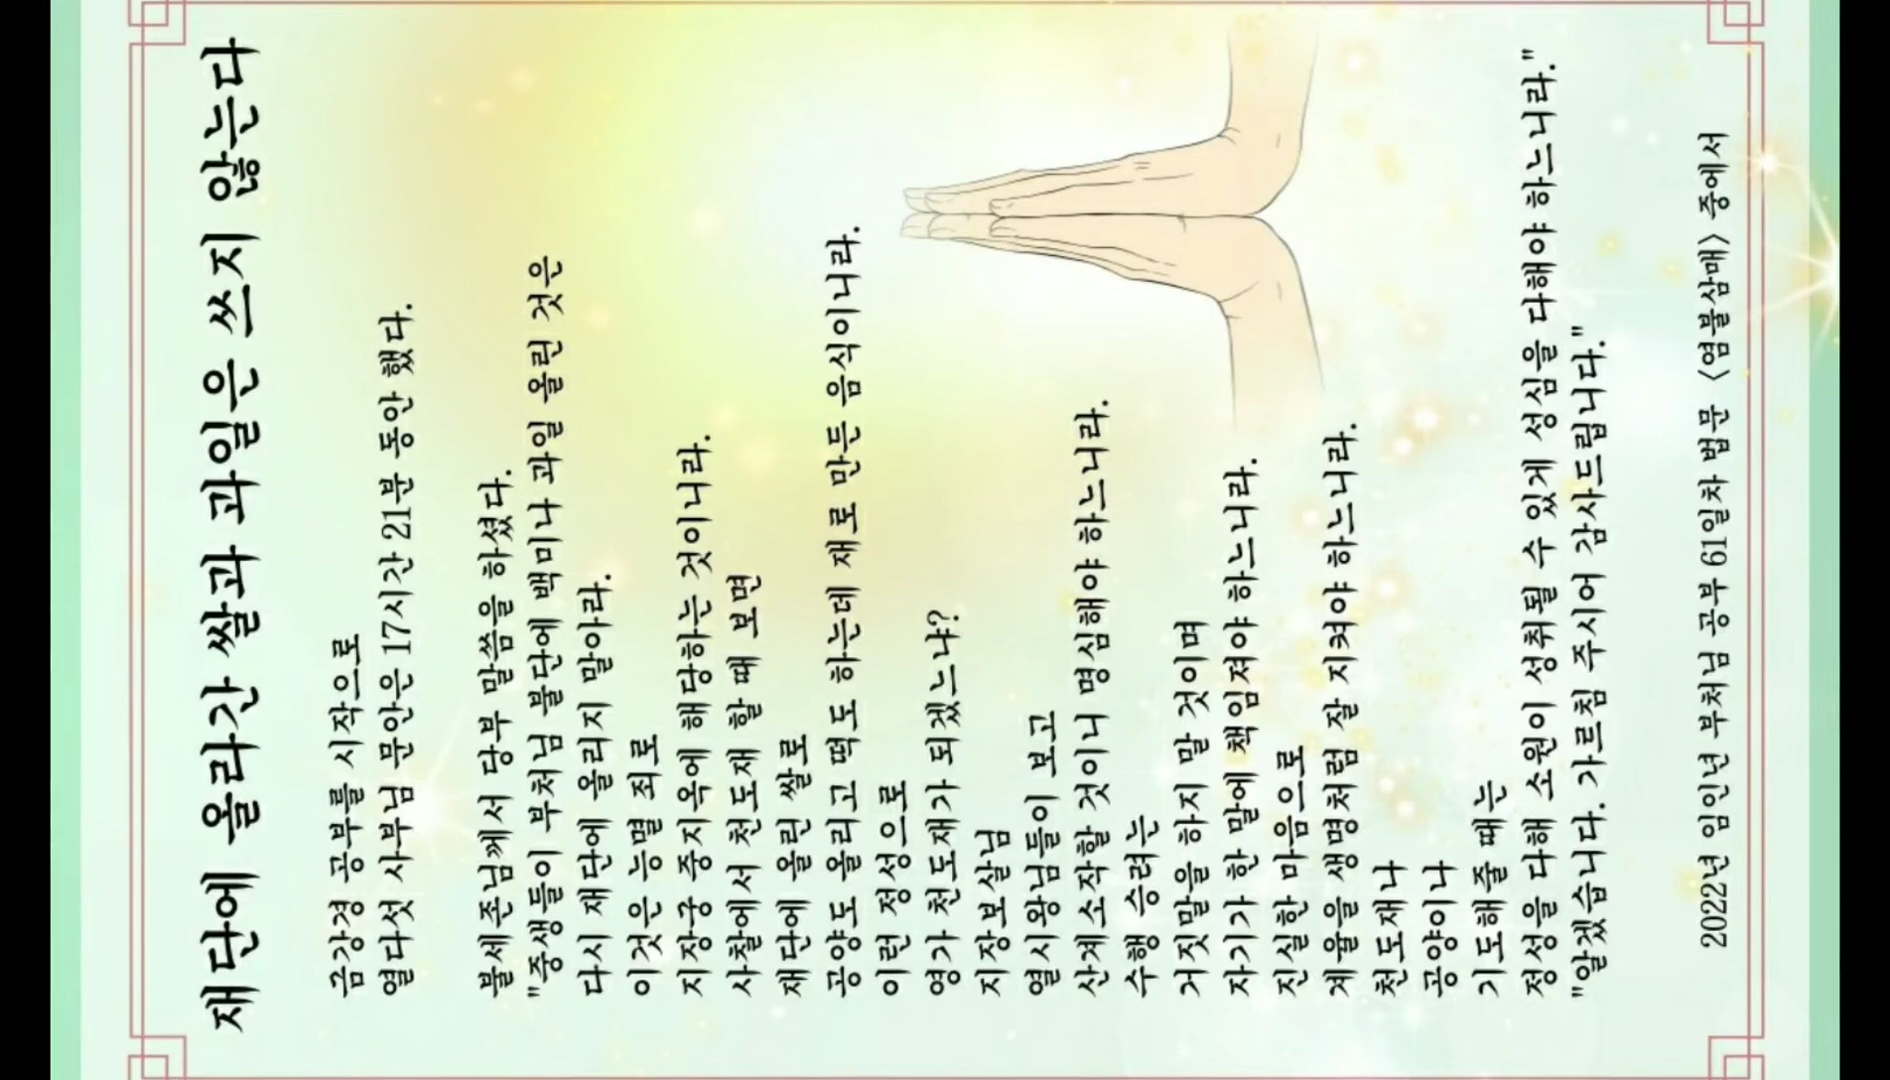 재단에 올라간 쌀과 과일은 쓰지 않는다
금강경 공부를 시작으로
열다섯 사부님 문안은 17시간 21분 동안 했다.
불세존님께서 당부 말씀을 하셨다.
"중생들이 부처님 불단에 백미나 과일 올린 것은
다시 재단에 올리지 말아라.
이것은 능멸 죄로
지장궁 중지옥에 해당하는 것이니라.
사찰에서 천도재 할 때 보면
재단에 올린 쌀로
공양도 올리고 떡도 하는데 재로 만든 음식이니라.
이런 정성으로
영가 천도재가 되겠느냐?
지장보살님
열시왕님들이 보고
산계소작할 것이니 명심해야 하느니라.
수행 승려는
거짓말을 하지 말 것이며
자기가 한 말에 책임져야 하느니라.
진실한 마음으로
계율을 생명처럼 잘 지켜야 하느니라.
천도재나
공양이나
기도해줄 때는
정성을 다해 소원이 성취될 수 있게 성심을 다해야 하느니라."
"알겠습니다. 가르침 주시어 감사드립니다."
2022년 임인년 부처님 공부 61일차 법문 <염불삼매> 중에서